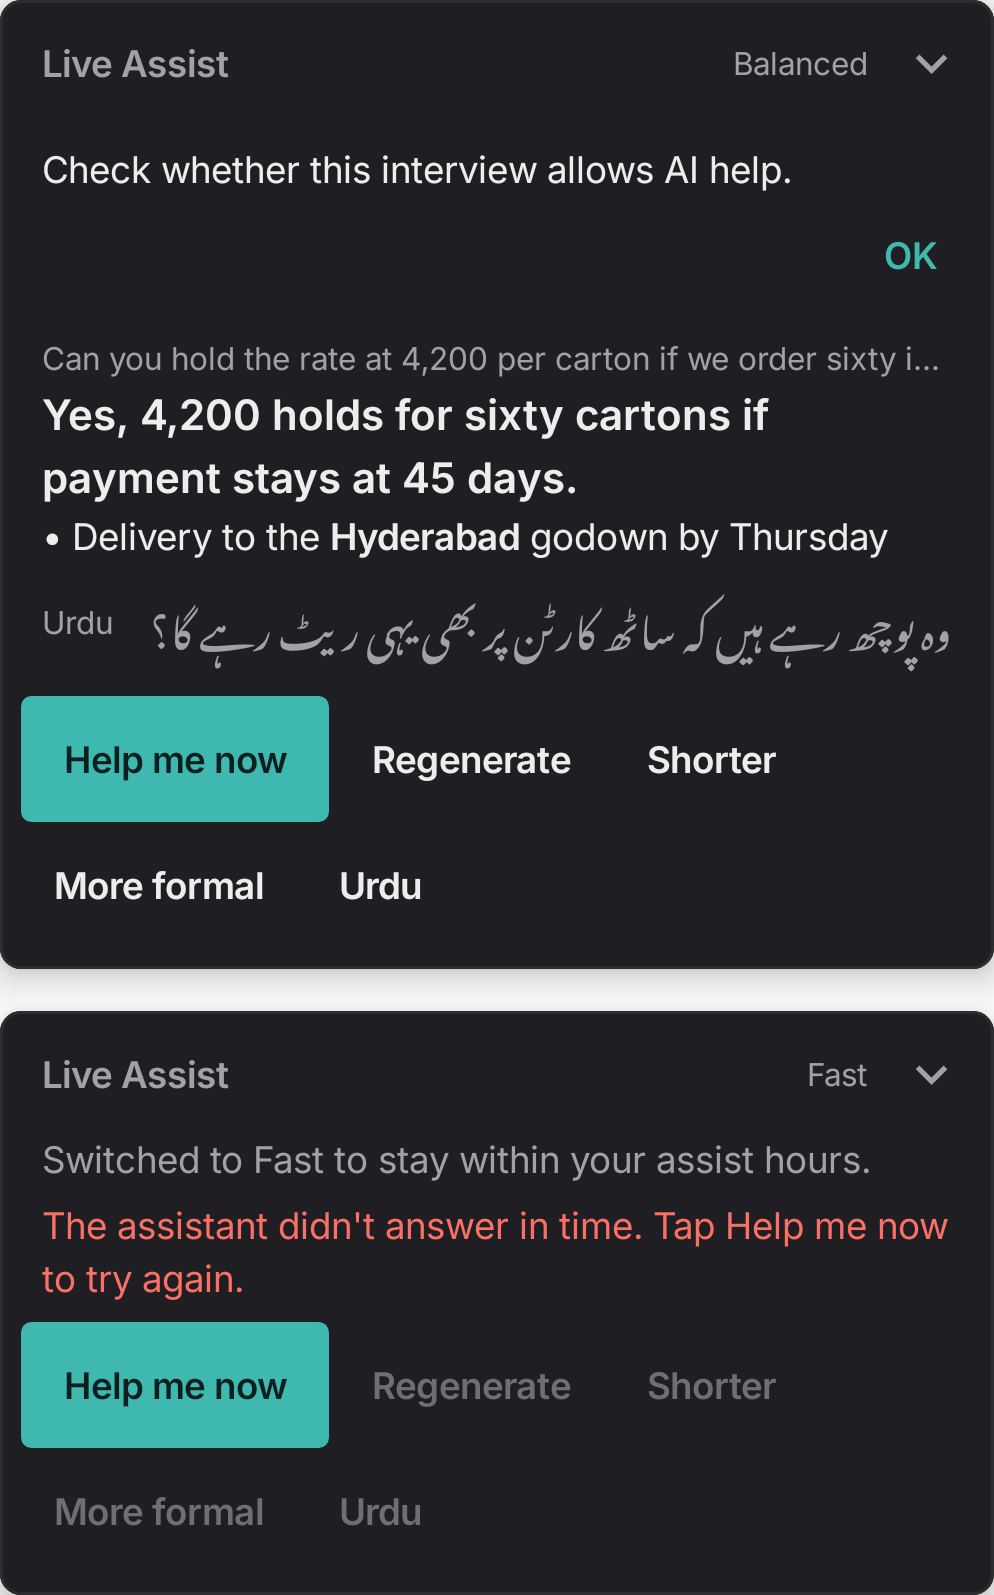 Live Assist
Balanced
Check whether this interview allows AI help.
OK
Can you hold the rate at 4,200 per carton if we order sixty i...
Yes, 4,200 holds for sixty cartons if
payment stays at 45 days.
• Delivery to the Hyderabad godown by Thursday
Urdu
وہ پوچھ رہے ہیں کہ ساٹھ کارٹن پر بھی یہی ریٹ رہے گا؟
Help me now
Regenerate
Shorter
More formal
Urdu
Live Assist
Fast
Switched to Fast to stay within your assist hours.
The assistant didn't answer in time. Tap Help me now
to try again.
Help me now
Regenerate
Shorter
More formal
Urdu